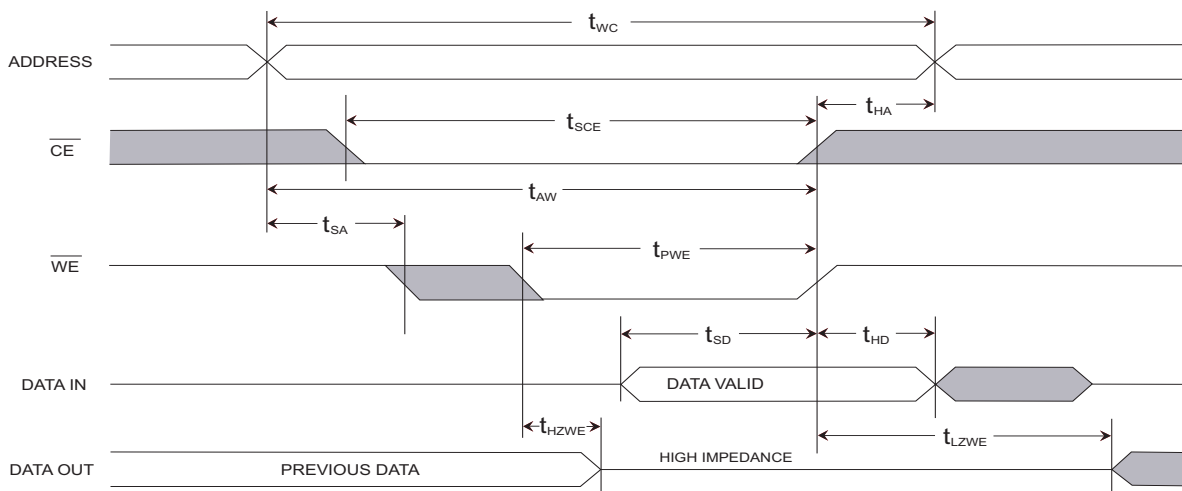 tWC
ADDRESS
tHA
tSCE
CE
tAW
tSA
tPWE
WE
tSD
tHD
DATA IN
DATA VALID
tHZWE
tLZWE
HIGH IMPEDANCE
DATA OUT
PREVIOUS DATA